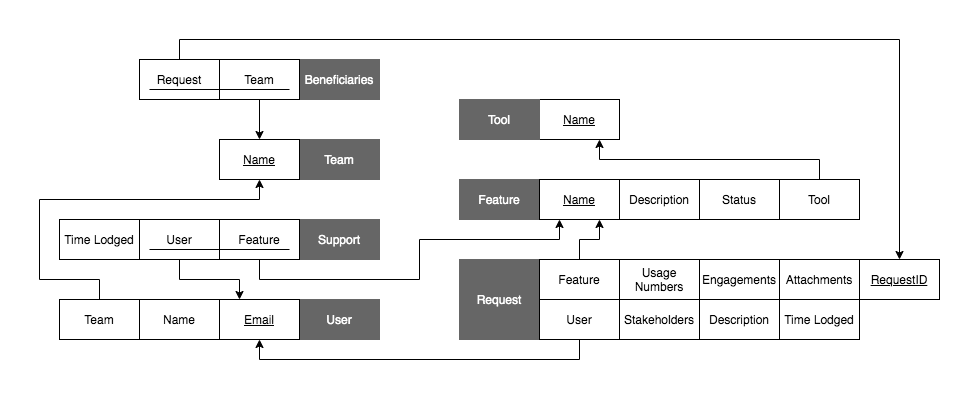 Request Team Beneficiaries
Tool Name
Name Team
Feature Name Description Status Tool
Time Lodged User Feature Support
Request Feature Usage Numbers Engagements Attachments RequestID
User Stakeholders Description Time Lodged
Team Name Email User